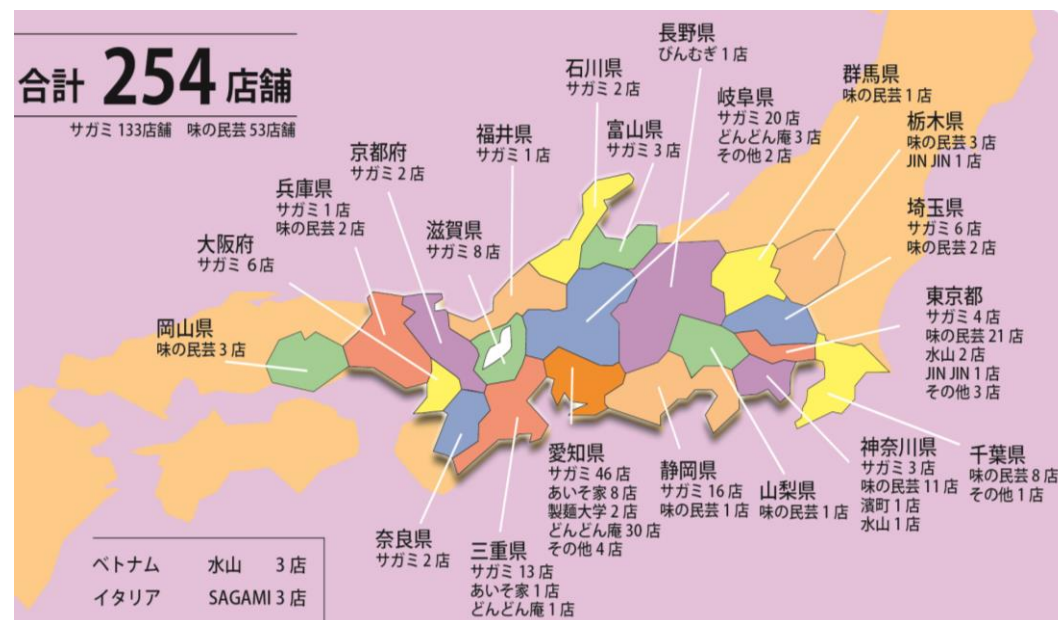 合計 254 店舗
サガミ 133店舗 味の民芸 53店舗
長野県
びんむぎ 1 店
石川県
サガミ 2 店
群馬県
味の民芸 1 店
岐阜県
サガミ 20 店
どんどん庵 3 店
その他 2 店
富山県
サガミ 3 店
福井県
サガミ 1 店
栃木県
味の民芸 3 店
JIN JIN 1 店
京都府
サガミ 2 店
兵庫県
サガミ 1 店
味の民芸 2 店
滋賀県
サガミ 8 店
埼玉県
サガミ 6 店
味の民芸 2 店
大阪府
サガミ 6 店
東京都
サガミ 4 店
味の民芸 21 店
水山 2 店
JIN JIN 1 店
その他 3 店
岡山県
味の民芸 3 店
愛知県
サガミ 46 店
あいそ家 8 店
製麺大学 2 店
どんどん庵 30 店
その他 4 店
静岡県
サガミ 16 店
味の民芸 1 店
山梨県
味の民芸 1 店
神奈川県
サガミ 3 店
味の民芸 11 店
濱町 1 店
水山 1 店
千葉県
味の民芸 8 店
その他 1 店
奈良県
サガミ 2 店
三重県
サガミ 13 店
あいそ家 1 店
どんどん庵 1 店
ベトナム 水山 3 店
イタリア SAGAMI 3 店